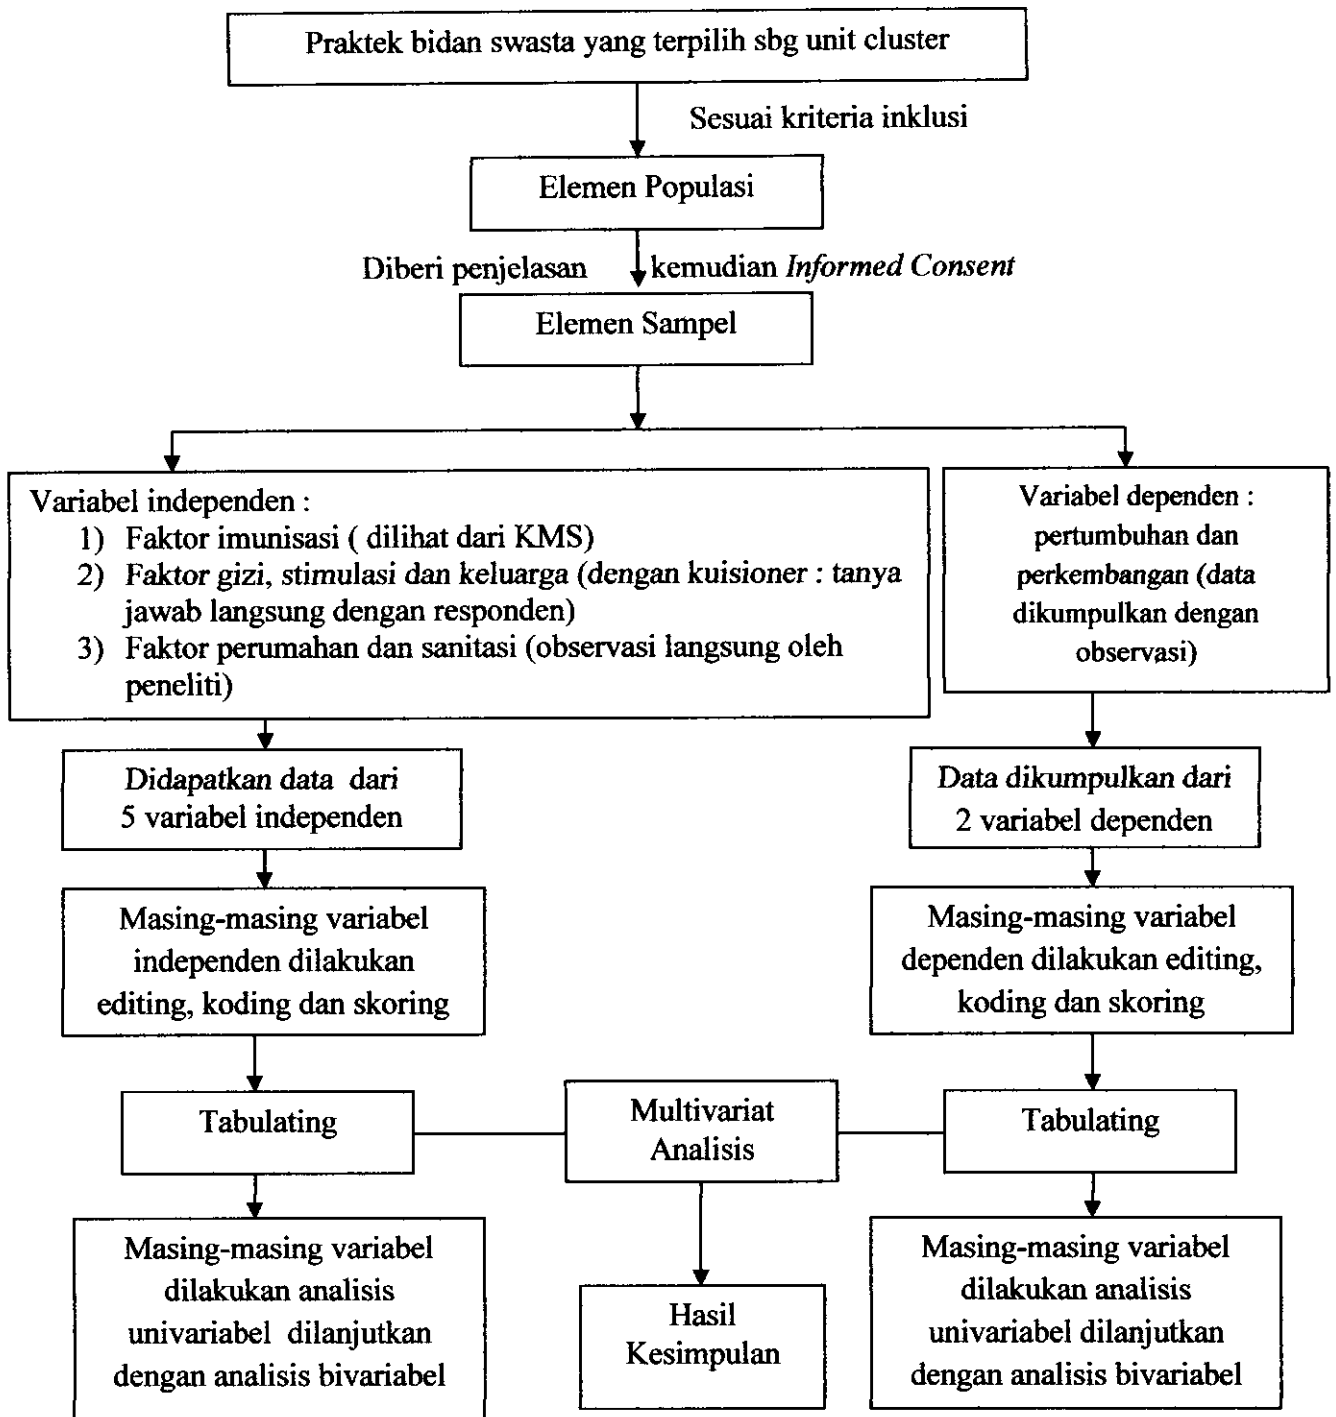 Praktek bidan swasta yang terpilih sbg unit cluster
Sesuai kriteria inklusi
Elemen Populasi
Diberi penjelasan kemudian Informed Consent
Elemen Sampel
Variabel independen :
1) Faktor imunisasi ( dilihat dari KMS)
2) Faktor gizi, stimulasi dan keluarga (dengan kuisioner : tanya
jawab langsung dengan responden)
3) Faktor perumahan dan sanitasi (observasi langsung oleh
peneliti)
Variabel dependen :
pertumbuhan dan
perkembangan (data
dikumpulkan dengan
observasi)
Didapatkan data dari
5 variabel independen
Data dikumpulkan dari
2 variabel dependen
Masing-masing variabel
independen dilakukan
editing, koding dan skoring
Masing-masing variabel
dependen dilakukan editing,
koding dan skoring
Tabulating
Multivariat
Analisis
Tabulating
Masing-masing variabel
dilakukan analisis
univariabel dilanjutkan
dengan analisis bivariabel
Hasil
Kesimpulan
Masing-masing variabel
dilakukan analisis
univariabel dilanjutkan
dengan analisis bivariabel